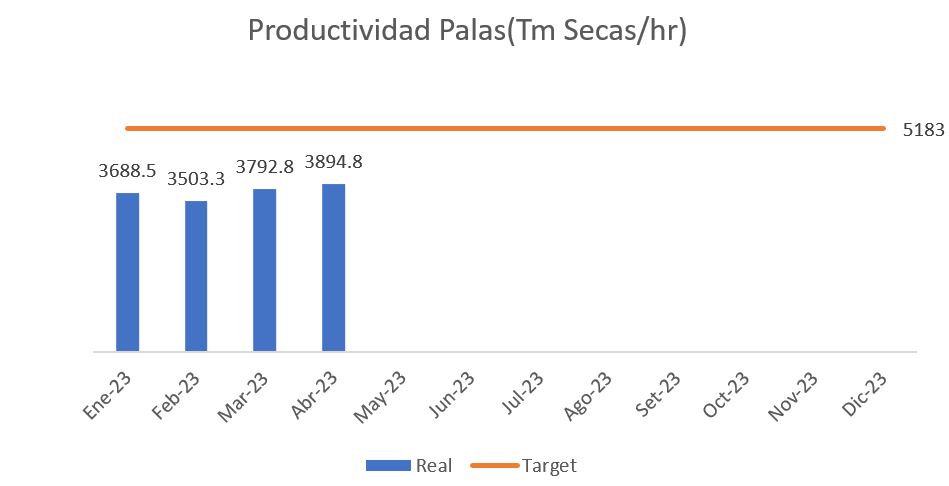 Productividad Palas(Tm Secas/hr)
5183
3688.5
3503.3
3792.8
3894.8
Ene-23
Feb-23
Mar-23
Abr-23
May-23
Jun-23
Jul-23
Ago-23
Set-23
Oct-23
Nov-23
Dic-23
Real
Target